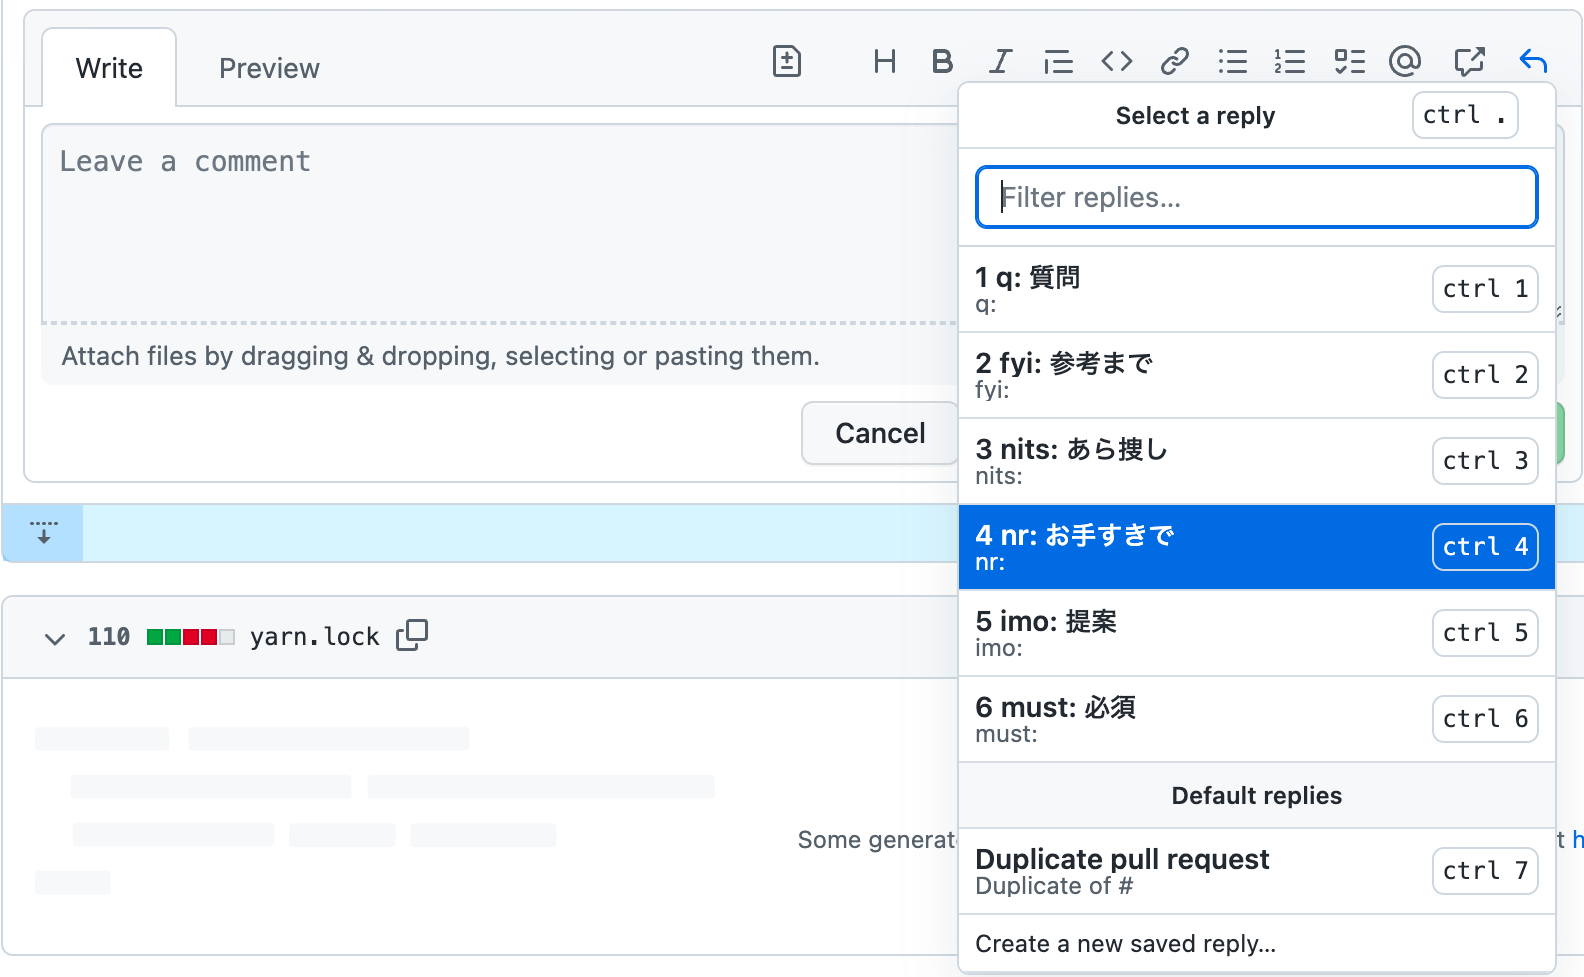 Write
Preview
Select a reply
ctrl .
Leave a comment
Filter replies...
1 q: 質問
q:
ctrl 1
2 fyi: 参考まで
fyi:
ctrl 2
Attach files by dragging & dropping, selecting or pasting them.
Cancel
3 nits: あら捜し
nits:
ctrl 3
4 nr: お手すきで
nr:
ctrl 4
110
yarn.lock
5 imo: 提案
imo:
ctrl 5
6 must: 必須
must:
ctrl 6
Default replies
Some
Duplicate pull request
Duplicate of #
ctrl 7
Create a new saved reply...